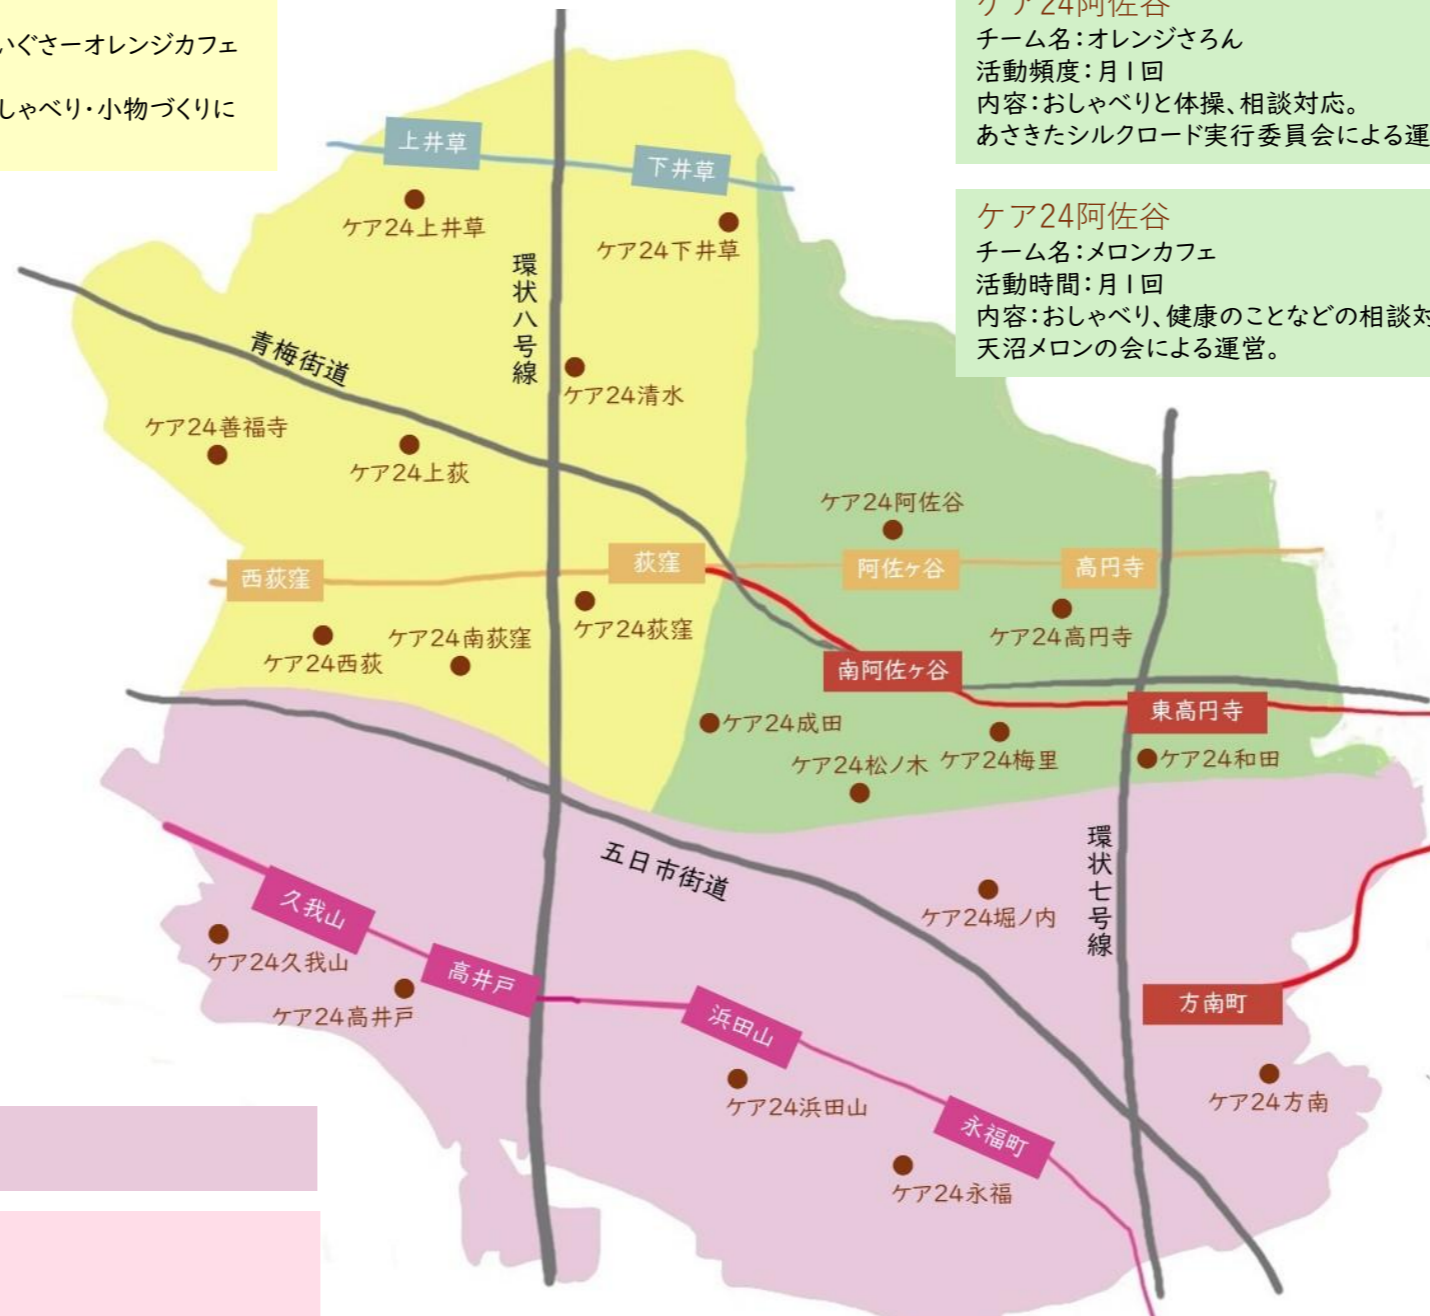 いぐさーオレンジカフェ
しゃべり・小物づくりに
ケア24阿佐谷
チーム名：オレンジさろん
活動頻度：月1回
内容：おしゃべりと体操、相談対応。
あさきたシルクロード実行委員会による運
ケア24阿佐谷
チーム名：メロンカフェ
活動時間：月1回
内容：おしゃべり、健康のことなどの相談対
天沼メロンの会による運営。
上井草
下井草
ケア24上井草
ケア24下井草
環状八号線
青梅街道
ケア24清水
ケア24善福寺
ケア24上荻
ケア24阿佐谷
西荻窪
荻窪
阿佐ヶ谷
高円寺
ケア24西荻
ケア24南荻窪
ケア24荻窪
ケア24高円寺
南阿佐ヶ谷
東高円寺
ケア24成田
ケア24松ノ木
ケア24梅里
ケア24和田
五日市街道
環状七号線
久我山
ケア24堀ノ内
ケア24久我山
高井戸
ケア24高井戸
浜田山
方南町
ケア24浜田山
ケア24方南
永福町
ケア24永福